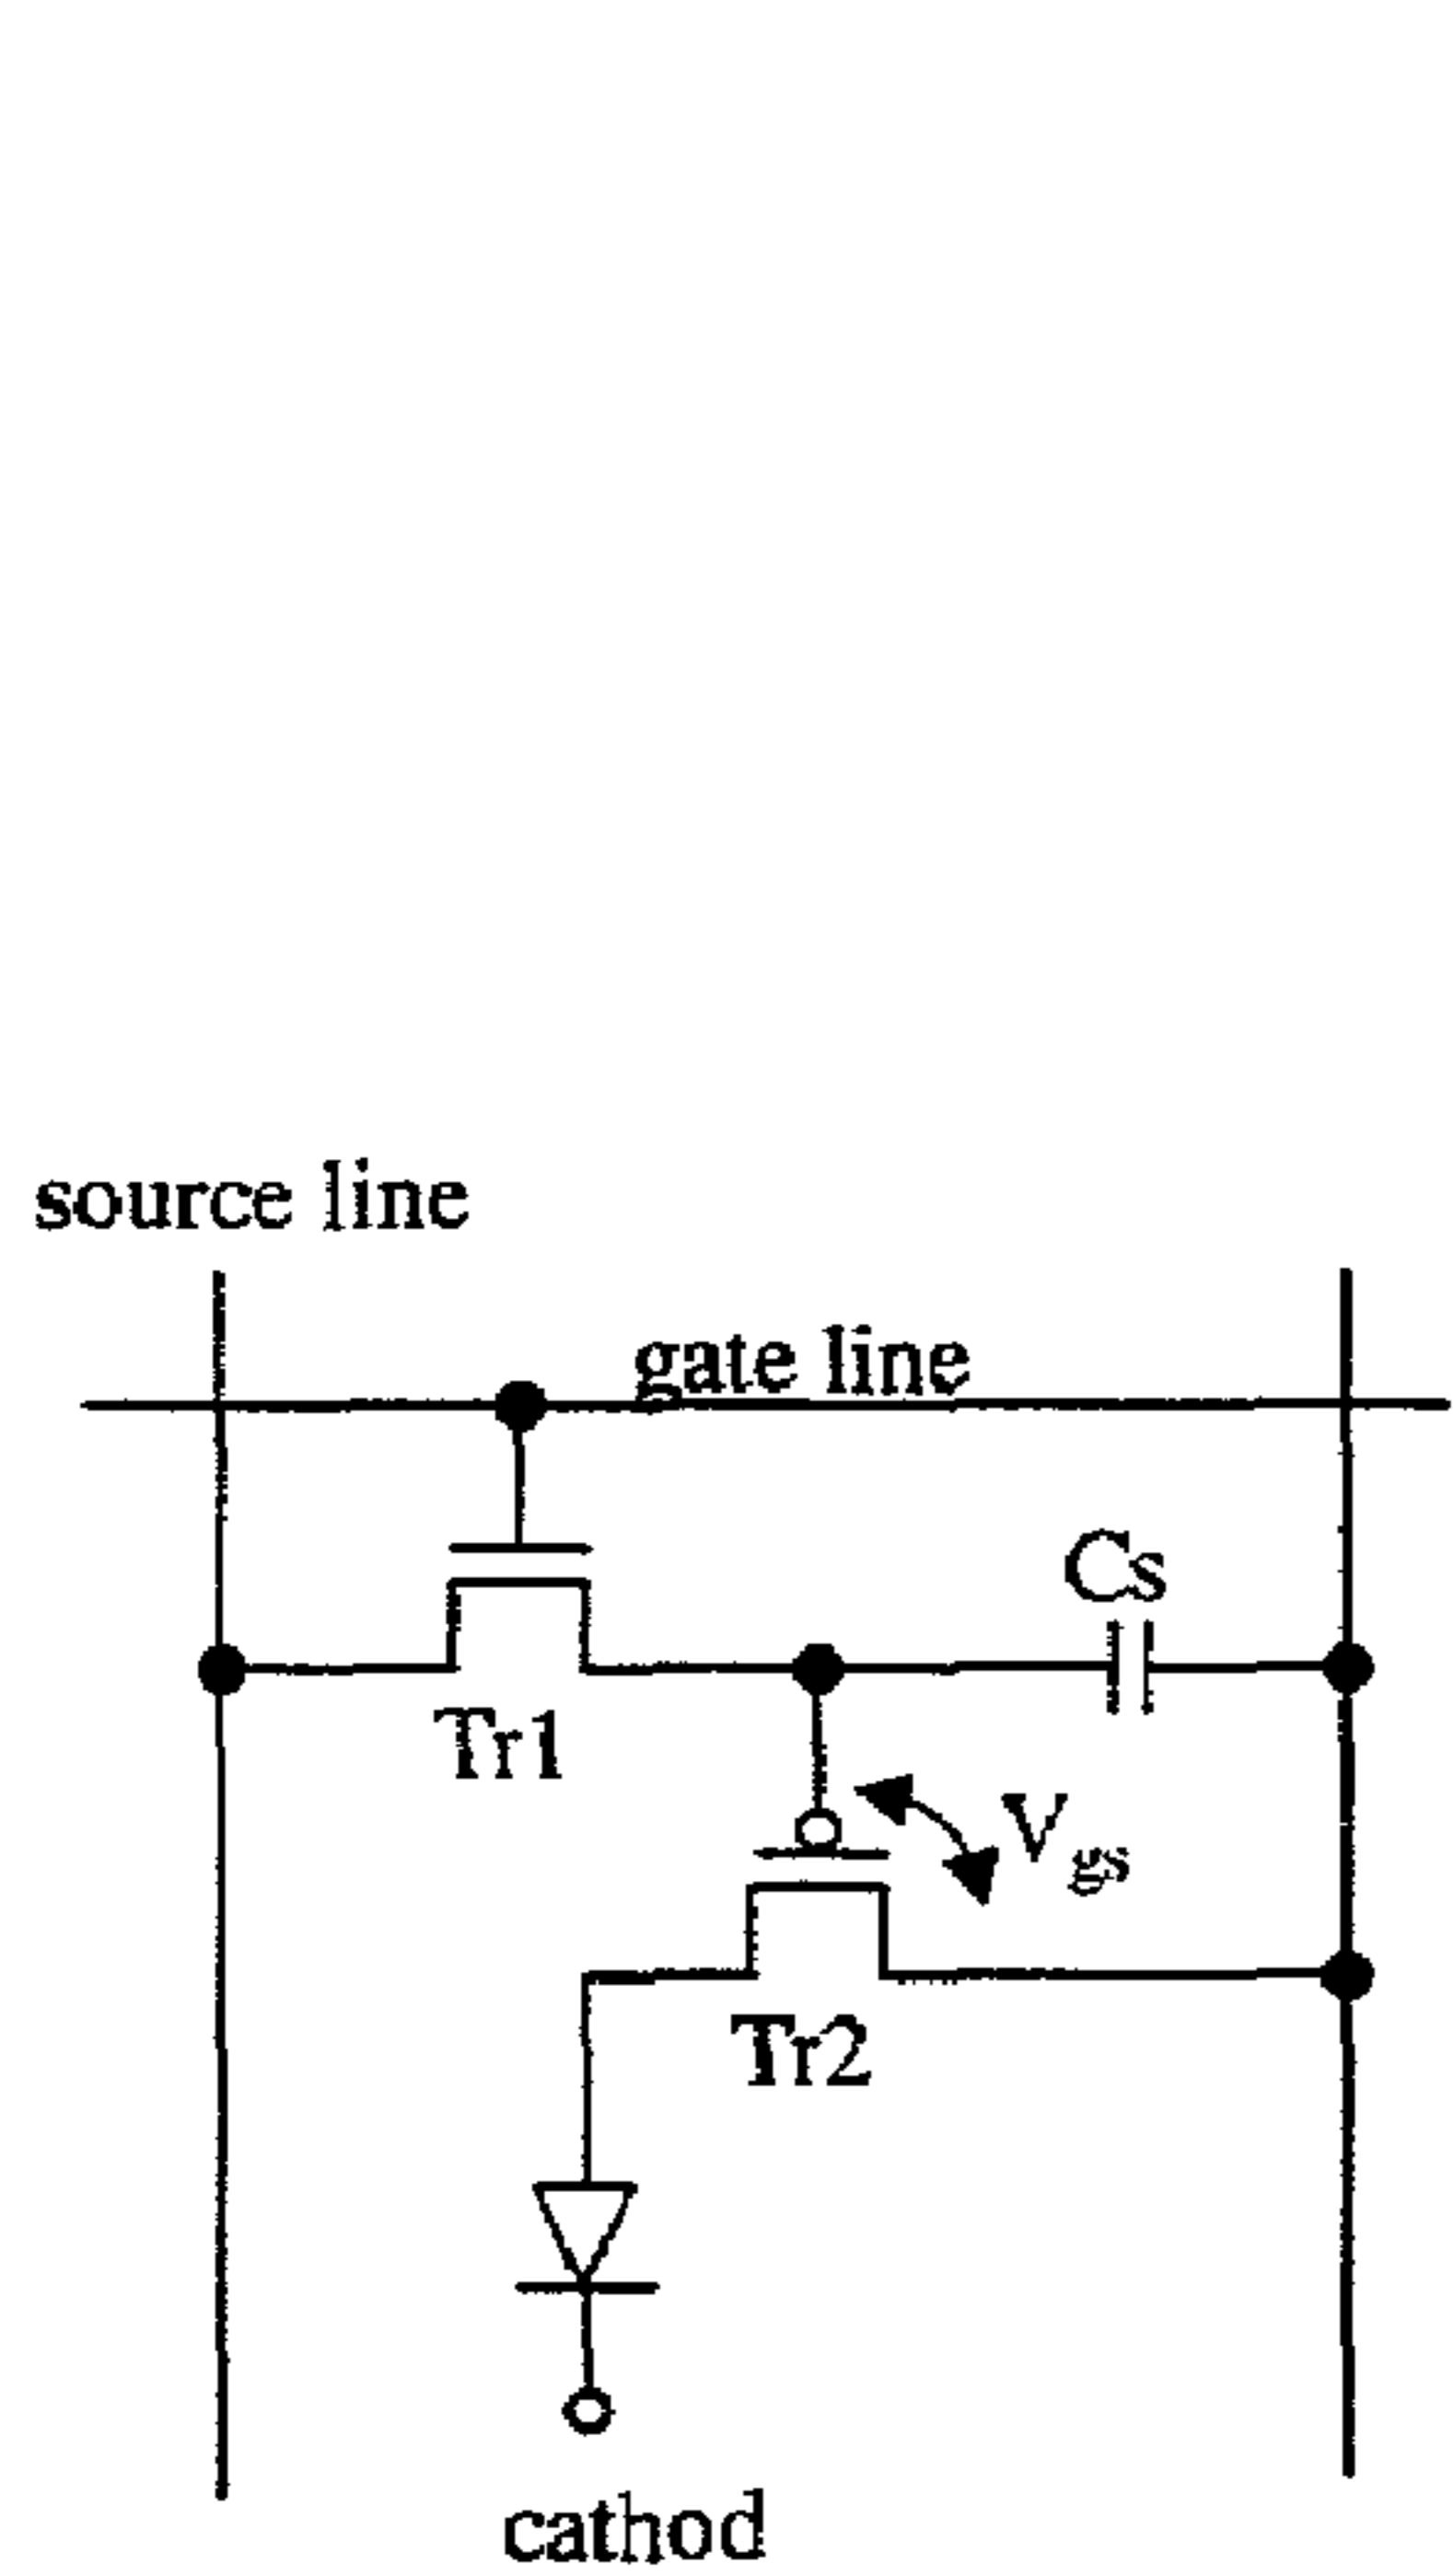 source line
gate line
Cs
Tr1
Vgs
Tr2
cathod